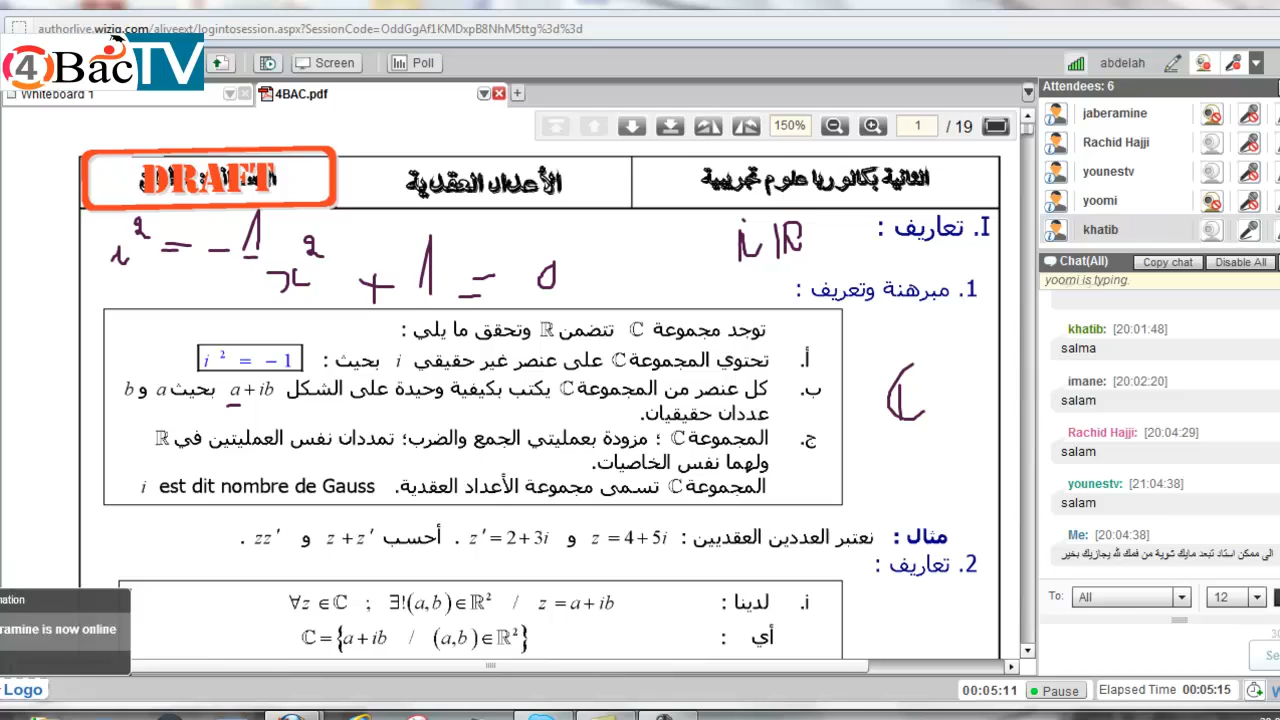 authorlive.wiziq.com/aliveext/logintosession.aspx?SessionCode=OddGgAf1KMDxpB8NhM5ttg%3d%3d
4BacTV
Screen
Poll
abdelah
Whiteboard 1
4BAC.pdf
150%
1 / 19
الثانية بكالوريا علوم تجريبية
الأعداد العقدية
DRAFT
I. تعاريف :
iℝ
i² = -1
x² + 1 = 0
1. مبرهنة وتعريف :
توجد مجموعة ℂ تتضمن ℝ وتحقق ما يلي :
أ. تحتوي المجموعة ℂ على عنصر غير حقيقي i بحيث : i² = −1
ب. كل عنصر من المجموعة ℂ يكتب بكيفية وحيدة على الشكل a+ib بحيث a و b
عددان حقيقيان.
ج. المجموعة ℂ ؛ مزودة بعمليتي الجمع والضرب؛ تمددان نفس العمليتين في ℝ
ولهما نفس الخاصيات.
المجموعة ℂ تسمى مجموعة الأعداد العقدية. i est dit nombre de Gauss
ℂ
مثال : نعتبر العددين العقديين : z = 4+5i و z′ = 2+3i . أحسب z+z′ و zz′ .
2. تعاريف :
i. لدينا : ∀z ∈ ℂ ; ∃!(a,b) ∈ ℝ² / z = a+ib
أي : ℂ = {a+ib / (a,b) ∈ ℝ²}
Attendees: 6
jaberamine
Rachid Hajji
younestv
yoomi
khatib
Chat(All)
Copy chat
Disable All
yoomi is typing.
khatib: [20:01:48]
salma
imane: [20:02:20]
salam
Rachid Hajji: [20:04:29]
salam
younestv: [21:04:38]
salam
Me: [20:04:38]
الى ممكن استاد تبعد مايك شوية من فمك لله يجازيك بخير
To: All
12
mation
eramine is now online
Logo
00:05:11
Pause
Elapsed Time 00:05:15